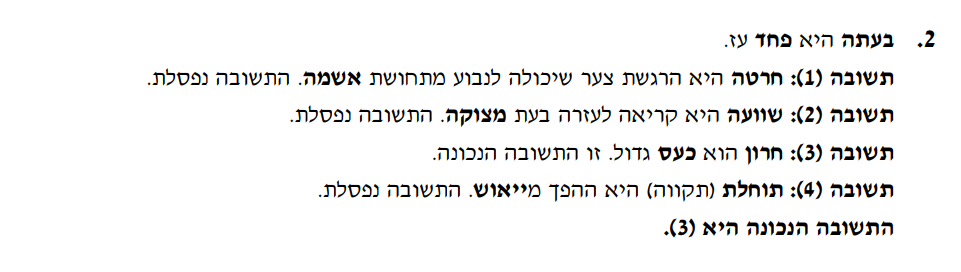 2. בעתה היא פחד עז.
תשובה (1): חרטה היא הרגשת צער שיכולה לנבוע מתחושת אשמה. התשובה נפסלת.
תשובה (2): שוועה היא קריאה לעזרה בעת מצוקה. התשובה נפסלת.
תשובה (3): חרון הוא כעס גדול. זו התשובה הנכונה.
תשובה (4): תוחלת (תקווה) היא ההפך מייאוש. התשובה נפסלת.
התשובה הנכונה היא (3).